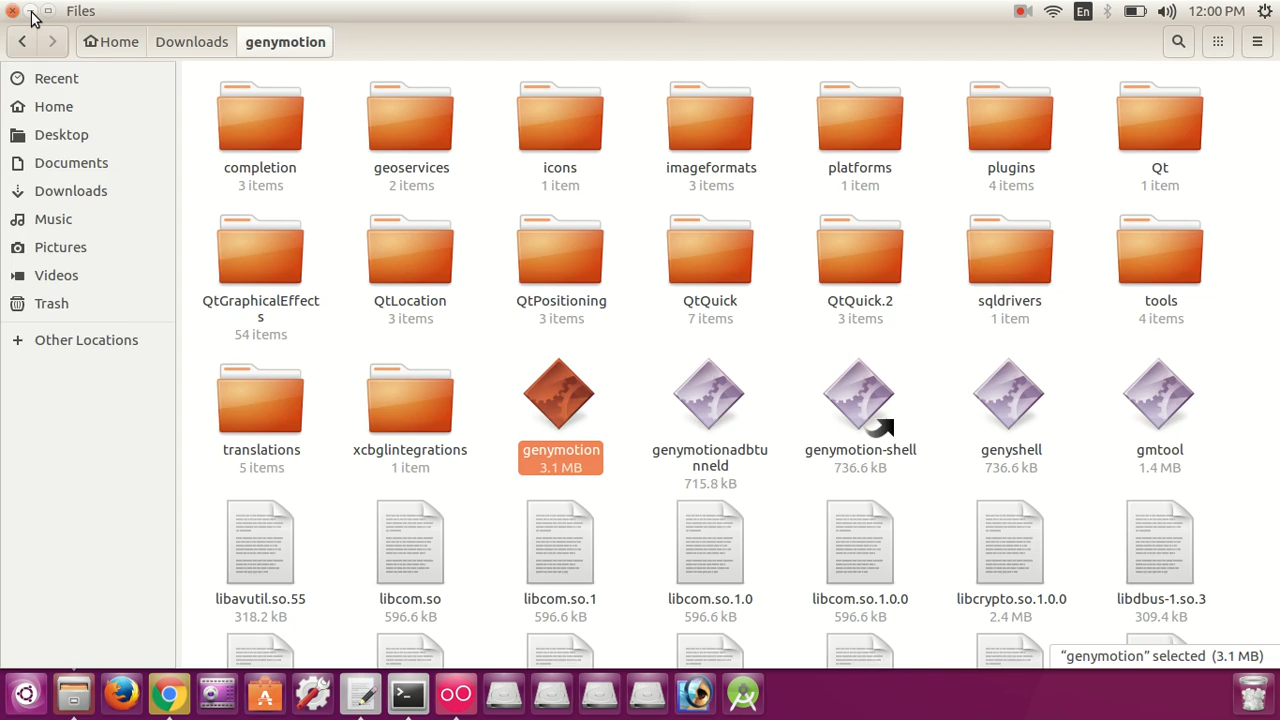 Files
En
12:00 PM
Home
Downloads
genymotion
Recent
Home
Desktop
Documents
Downloads
Music
Pictures
Videos
Trash
Other Locations
completion
3 items
geoservices
2 items
icons
1 item
imageformats
3 items
platforms
1 item
plugins
4 items
Qt
1 item
QtGraphicalEffect
s
54 items
QtLocation
3 items
QtPositioning
3 items
QtQuick
7 items
QtQuick.2
3 items
sqldrivers
1 item
tools
4 items
translations
5 items
xcbglintegrations
1 item
genymotion
3.1 MB
genymotionadbtu
nneld
715.8 kB
genymotion-shell
736.6 kB
genyshell
736.6 kB
gmtool
1.4 MB
libavutil.so.55
318.2 kB
libcom.so
596.6 kB
libcom.so.1
596.6 kB
libcom.so.1.0
596.6 kB
libcom.so.1.0.0
596.6 kB
libcrypto.so.1.0.0
2.4 MB
libdbus-1.so.3
309.4 kB
“genymotion” selected (3.1 MB)